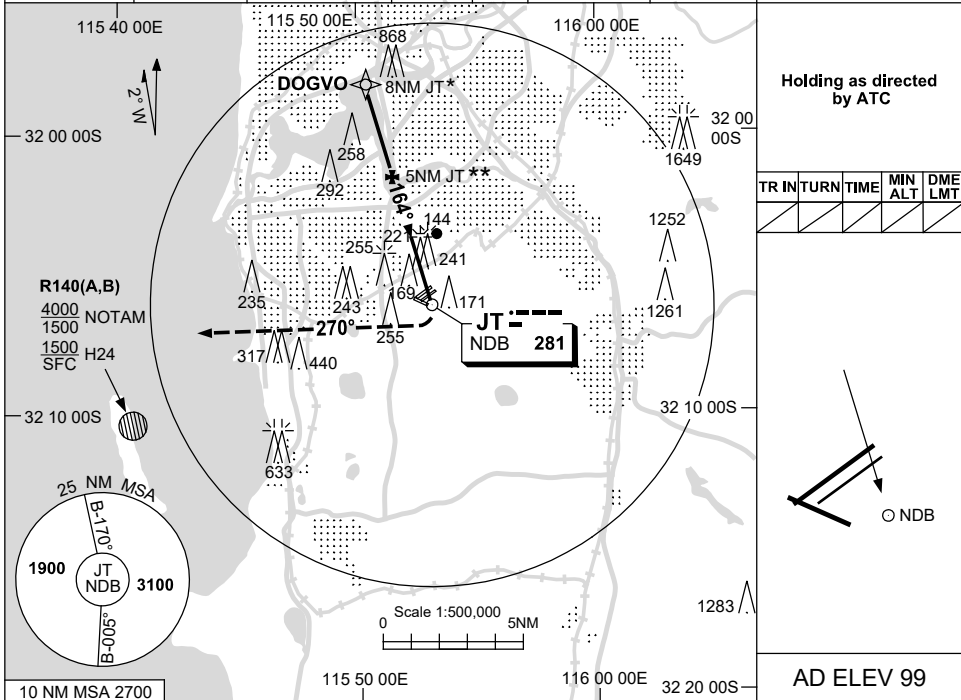 115 40 00E
115 50 00E
116 00 00E
2° W
868
DOGVO
8NM JT*
Holding as directed
by ATC
32 00 00S
258
292
32 00
00S
1649
5NM JT **
TR IN TURN TIME MIN ALT DME LMT
164°
144
221
255
241
1252
235
243
169
171
1261
R140(A,B)
4000
1500
NOTAM
1500
SFC
H24
270°
255
JT
NDB 281
317
440
32 10 00S
32 10 00S
633
25 NM MSA
B-170°
1900
JT
NDB
3100
B-005°
NDB
Scale 1:500,000
0 5NM
1283
10 NM MSA 2700
115 50 00E
116 00 00E
32 20 00S
AD ELEV 99